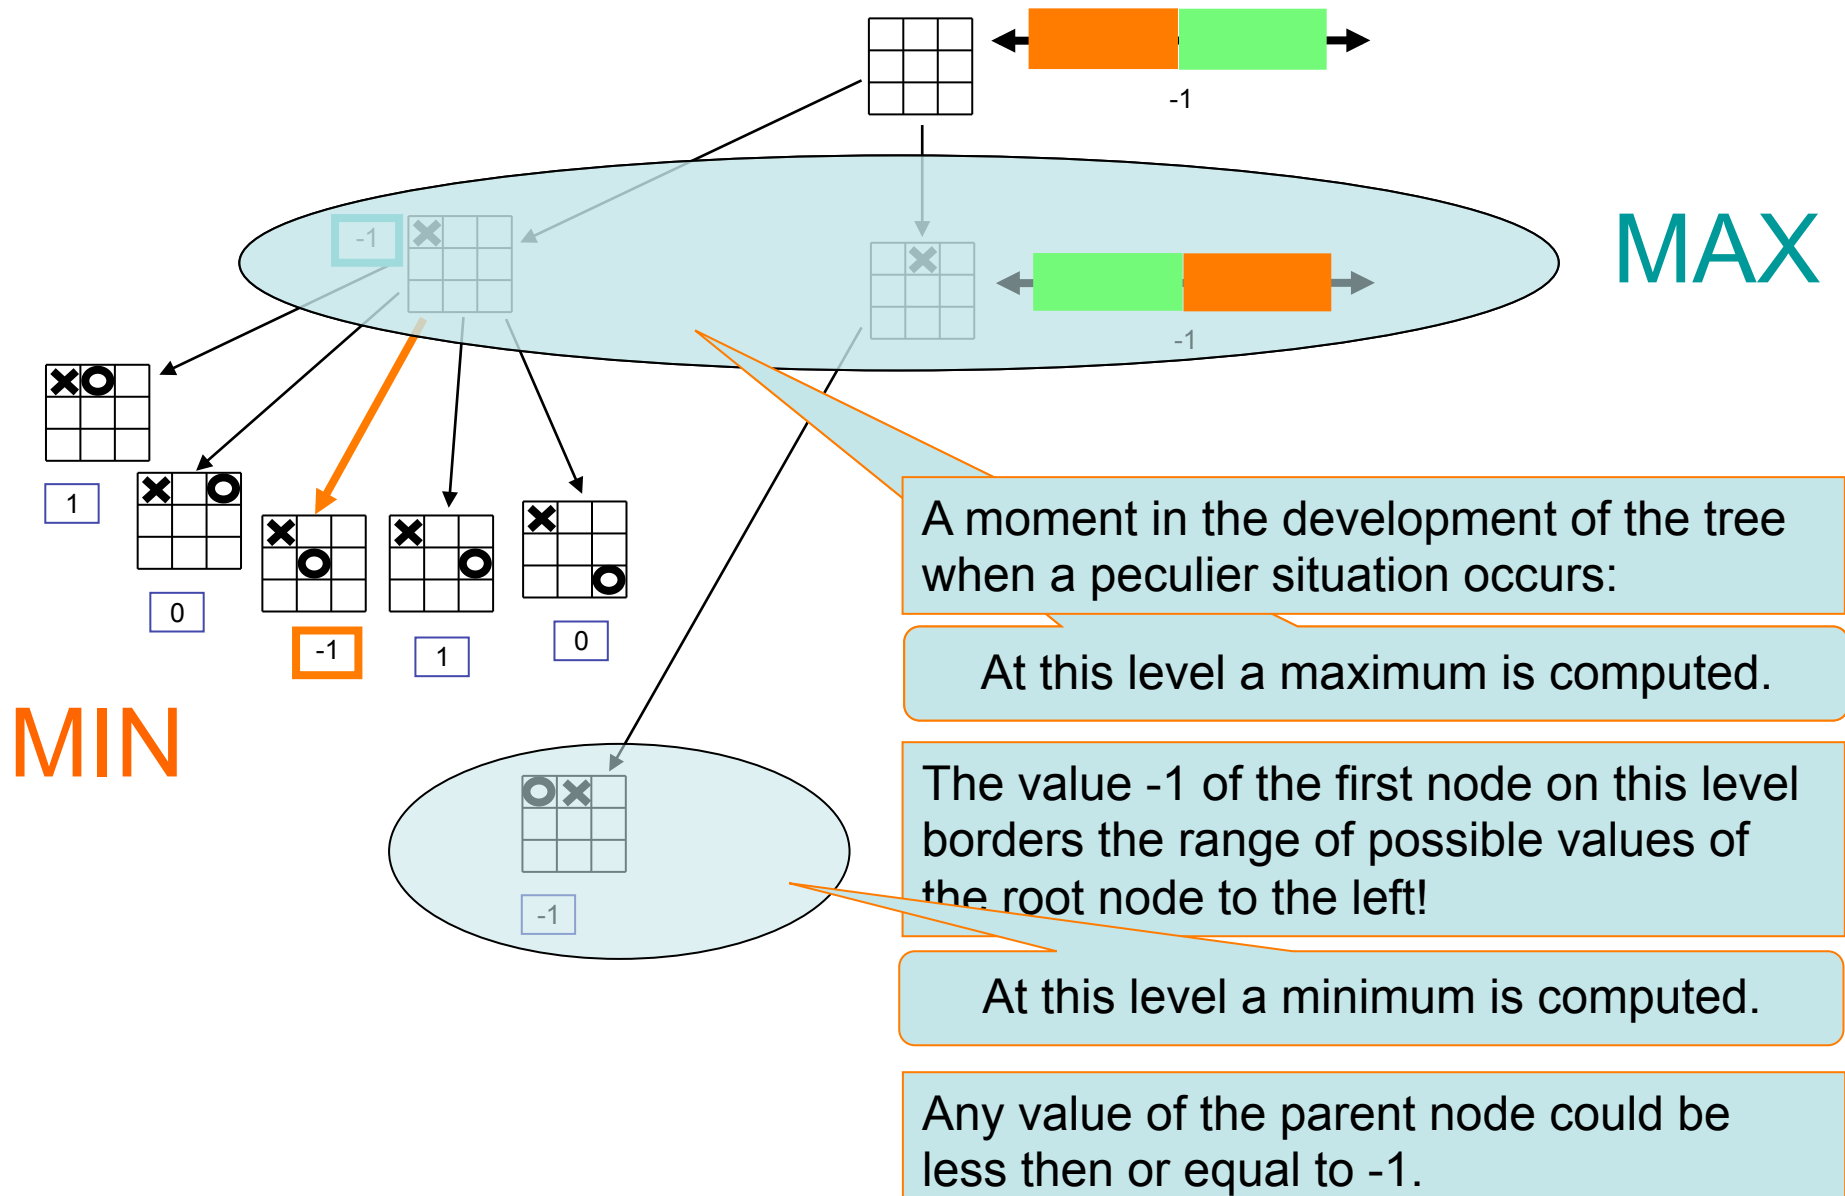 -1
MAX
-1
-1
1
0
-1
1
0
MIN
-1
A moment in the development of the tree
when a peculier situation occurs:
At this level a maximum is computed.
The value -1 of the first node on this level
borders the range of possible values of
the root node to the left!
At this level a minimum is computed.
Any value of the parent node could be
less then or equal to -1.